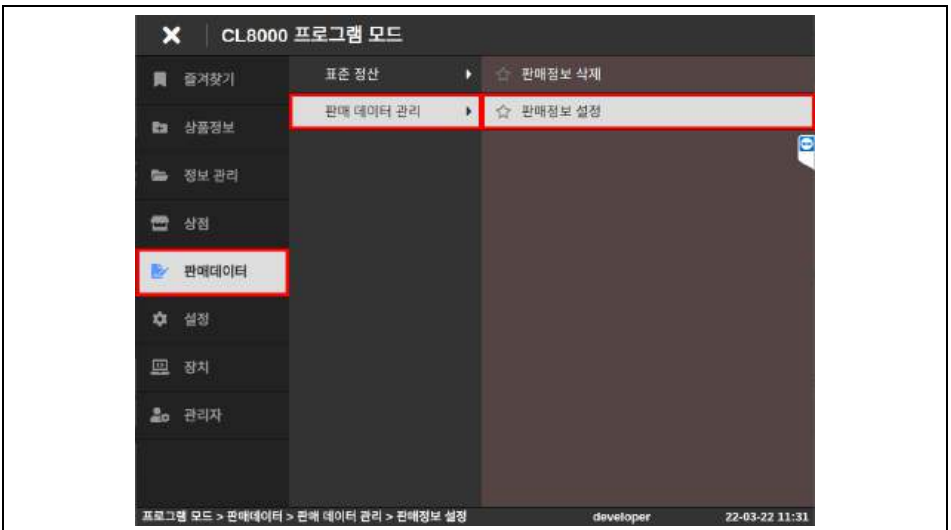 CL8000 프로그램 모드
즐겨찾기
상품정보
정보 관리
상점
판매데이터
설정
장치
관리자
표준 정산
판매 데이터 관리
판매정보 삭제
판매정보 설정
프로그램 모드 > 판매데이터 > 판매 데이터 관리 > 판매정보 설정
developer
22-03-22 11:31